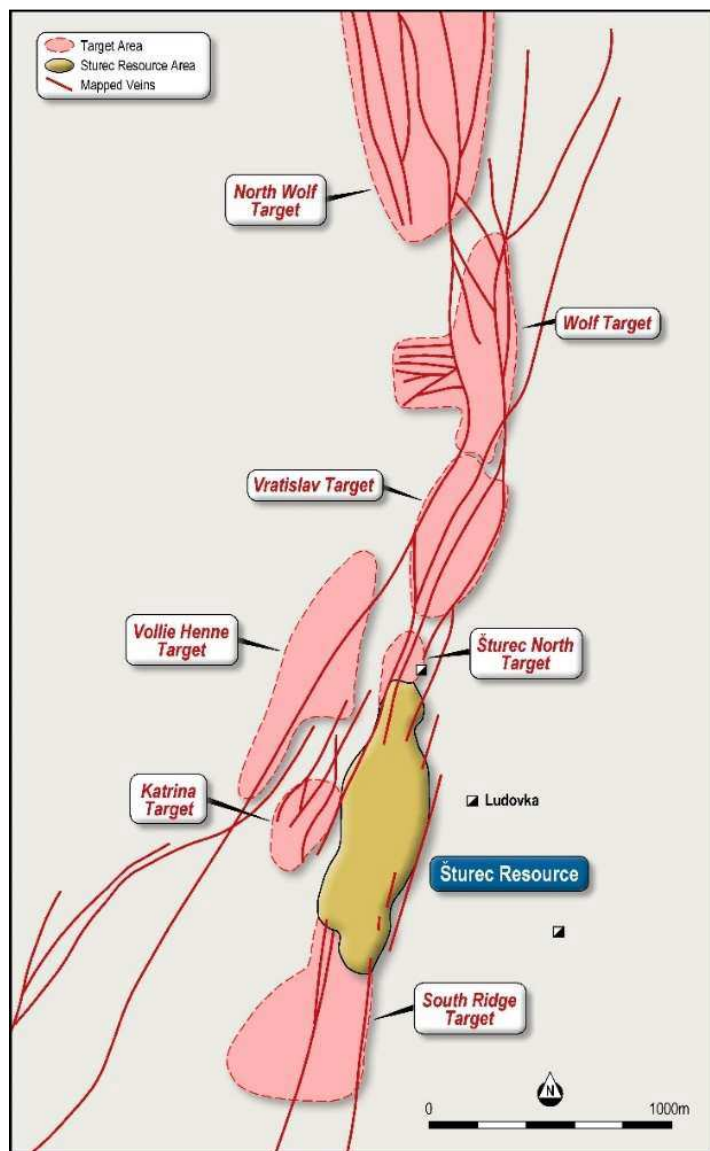 Target Area
Sturec Resource Area
Mapped Veins
North Wolf
Target
Wolf Target
Vratislav Target
Vollie Henne
Target
Šturec North
Target
Katrina
Target
Ludovka
Šturec Resource
South Ridge
Target
N
0 1000m